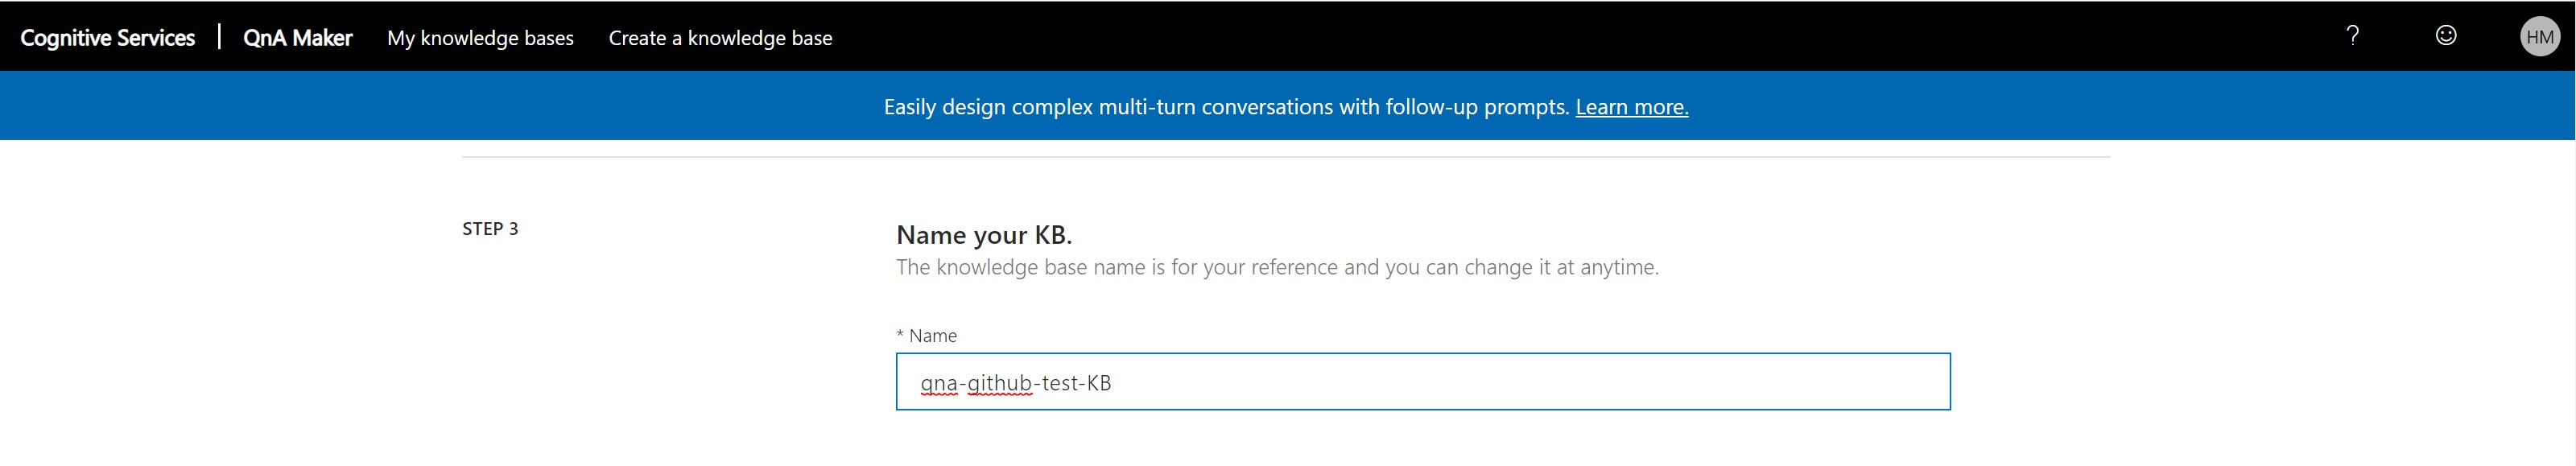 Cognitive Services | QnA Maker My knowledge bases Create a knowledge base ? HM
Easily design complex multi-turn conversations with follow-up prompts. Learn more.
STEP 3
Name your KB.
The knowledge base name is for your reference and you can change it at anytime.
* Name
qna-github-test-KB